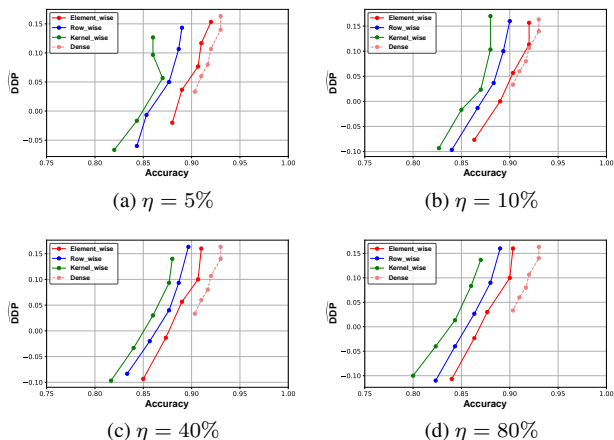 Element_wise
Row_wise
Kernel_wise
Dense
0.15
0.10
0.05
0.00
−0.05
D̃DP
0.75 0.80 0.85 0.90 0.95 1.00
Accuracy
(a) η = 5%
Element_wise
Row_wise
Kernel_wise
Dense
0.15
0.10
0.05
0.00
−0.05
−0.10
D̃DP
0.75 0.80 0.85 0.90 0.95 1.00
Accuracy
(b) η = 10%
Element_wise
Row_wise
Kernel_wise
Dense
0.15
0.10
0.05
0.00
−0.05
−0.10
D̃DP
0.75 0.80 0.85 0.90 0.95 1.00
Accuracy
(c) η = 40%
Element_wise
Row_wise
Kernel_wise
Dense
0.15
0.10
0.05
0.00
−0.05
−0.10
D̃DP
0.75 0.80 0.85 0.90 0.95 1.00
Accuracy
(d) η = 80%